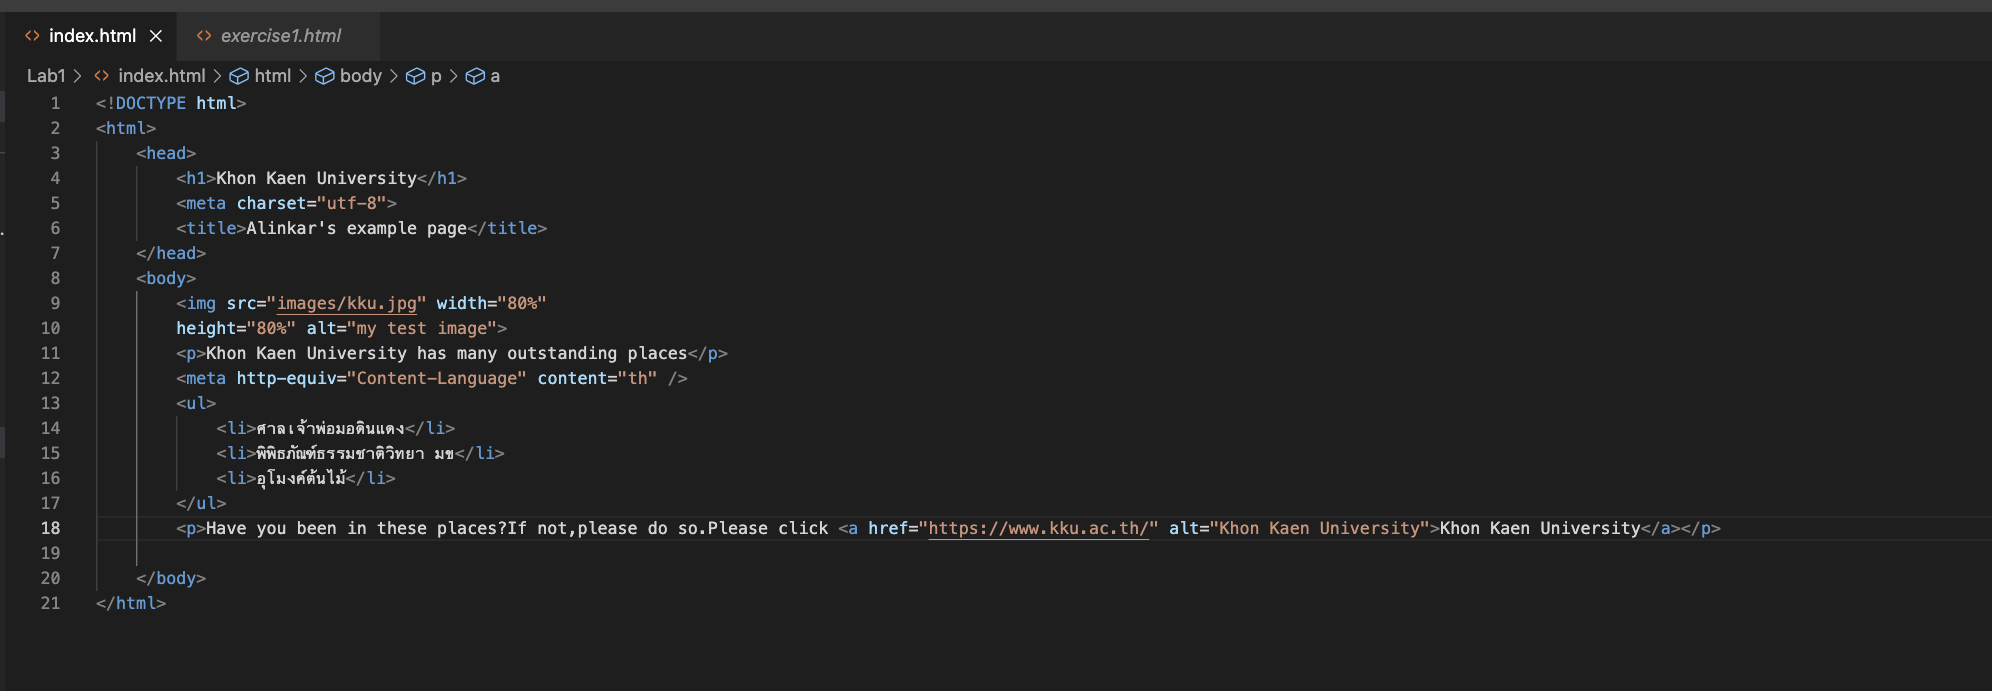 index.html
exercise1.html
Lab1 > index.html > html > body > p > a
1 <!DOCTYPE html>
2 <html>
3 <head>
4 <h1>Khon Kaen University</h1>
5 <meta charset="utf-8">
6 <title>Alinkar's example page</title>
7 </head>
8 <body>
9 <img src="images/kku.jpg" width="80%"
10 height="80%" alt="my test image">
11 <p>Khon Kaen University has many outstanding places</p>
12 <meta http-equiv="Content-Language" content="th" />
13 <ul>
14 <li>ศาลเจ้าพ่อมอดินแดง</li>
15 <li>พิพิธภัณฑ์ธรรมชาติวิทยา มข</li>
16 <li>อุโมงค์ต้นไม้</li>
17 </ul>
18 <p>Have you been in these places?If not,please do so.Please click <a href="https://www.kku.ac.th/" alt="Khon Kaen University">Khon Kaen University</a></p>
19
20 </body>
21 </html>